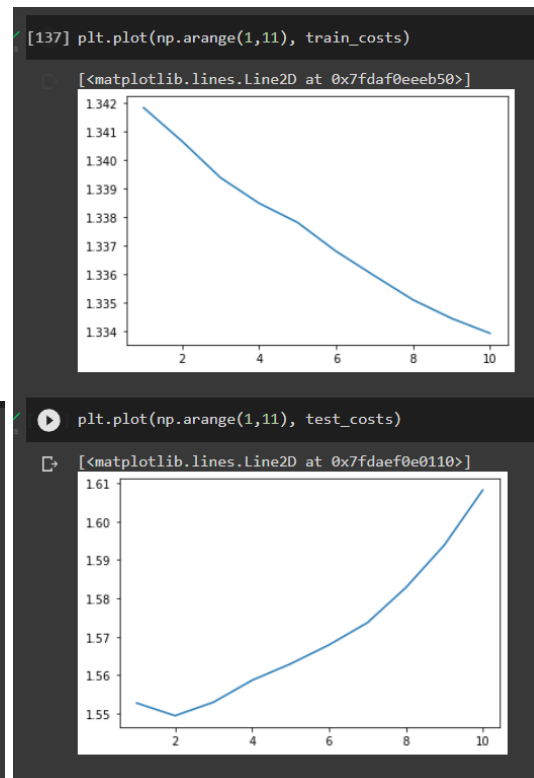 [137] plt.plot(np.arange(1,11), train_costs)
[<matplotlib.lines.Line2D at 0x7fdaf0eeeb50>]
1.342
1.341
1.340
1.339
1.338
1.337
1.336
1.335
1.334
2 4 6 8 10
plt.plot(np.arange(1,11), test_costs)
[<matplotlib.lines.Line2D at 0x7fdaef0e0110>]
1.61
1.60
1.59
1.58
1.57
1.56
1.55
2 4 6 8 10